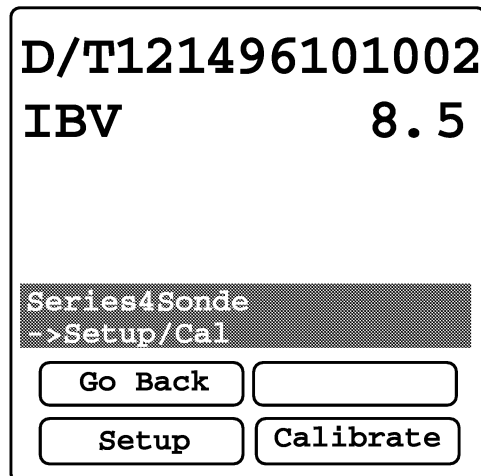 D/T121496101002
IBV 8.5
Series4Sonde
->Setup/Cal
Go Back
Setup Calibrate